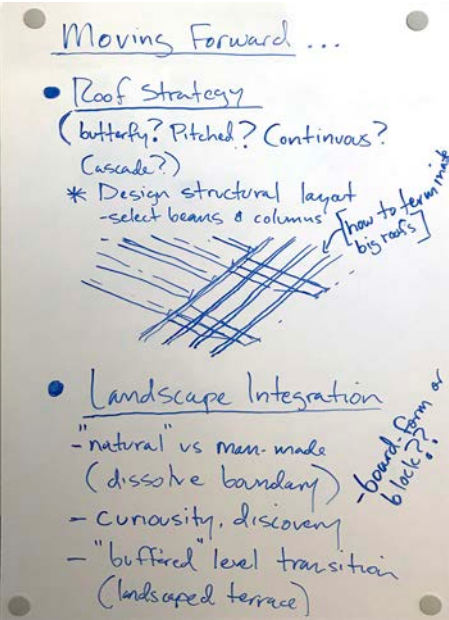 Moving Forward ...
• Roof Strategy
(butterfly? Pitched? Continuous?
Cascade?)
* Design structural layout
-select beams & columns
[how to terminate
big roofs]
• Landscape Integration
- "natural" vs man-made
(dissolve boundary)
-board-form or
block??
- curiousity, discovery
- "buffered" level transition
(landscaped terrace)